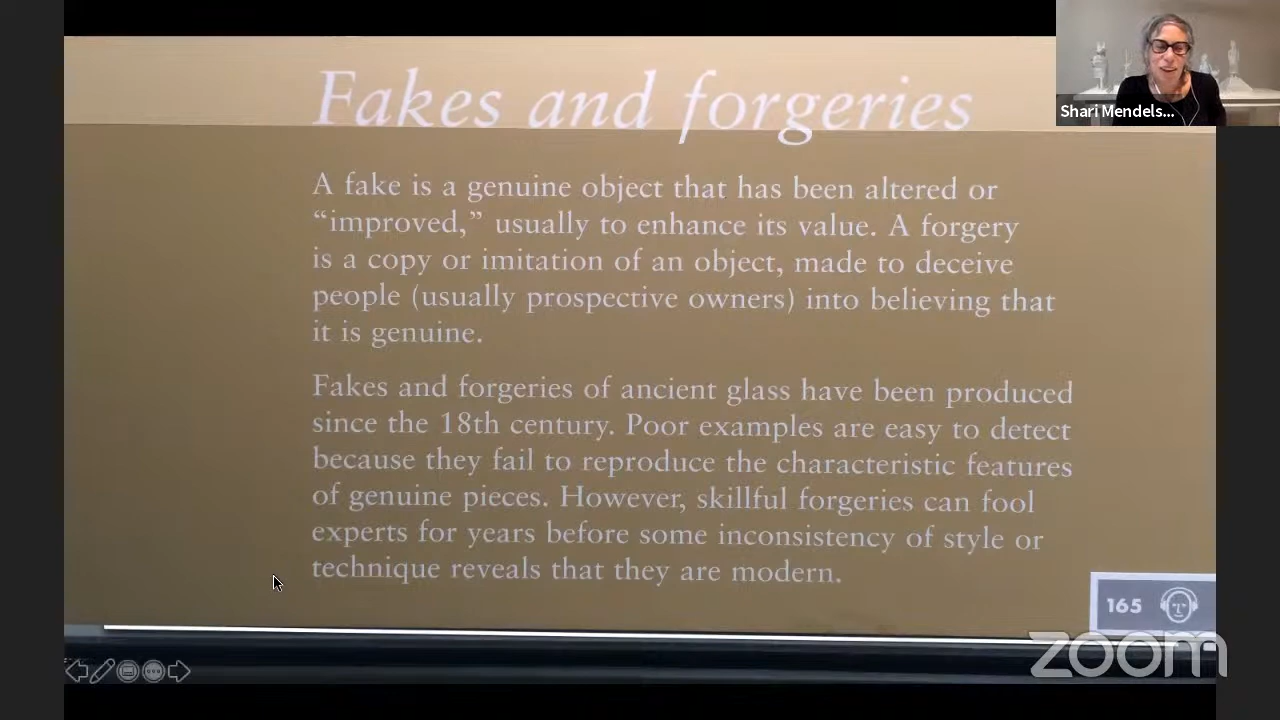 Fakes and forgeries
Shari Mendels...
A fake is a genuine object that has been altered or
“improved,” usually to enhance its value. A forgery
is a copy or imitation of an object, made to deceive
people (usually prospective owners) into believing that
it is genuine.
Fakes and forgeries of ancient glass have been produced
since the 18th century. Poor examples are easy to detect
because they fail to reproduce the characteristic features
of genuine pieces. However, skillful forgeries can fool
experts for years before some inconsistency of style or
technique reveals that they are modern.
165
zoom